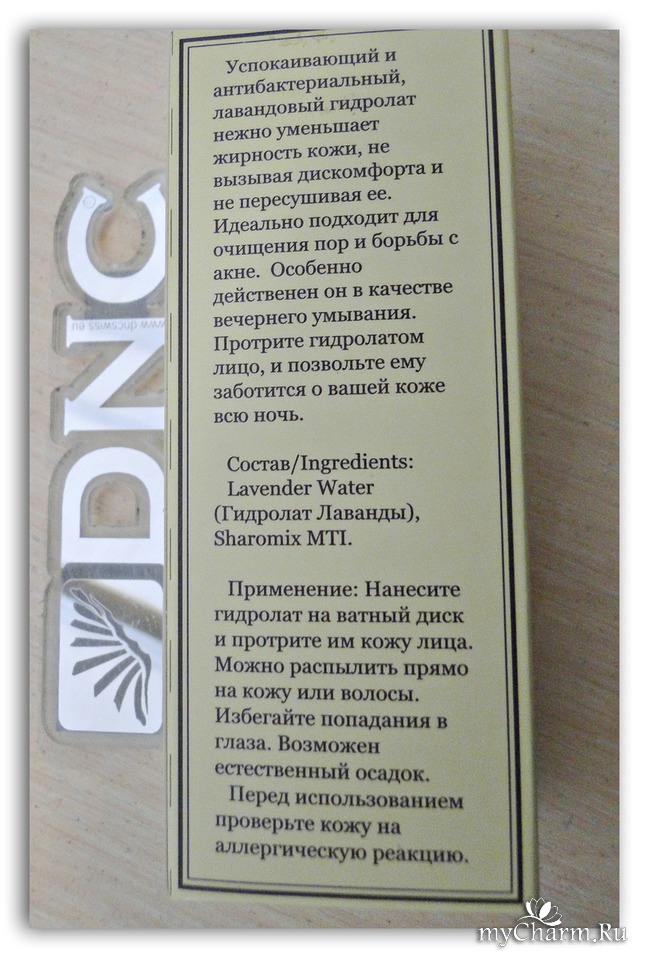 Успокаивающий и
антибактериальный,
лавандовый гидролат
нежно уменьшает
жирность кожи, не
вызывая дискомфорта и
не пересушивая ее.
Идеально подходит для
очищения пор и борьбы с
акне. Особенно
действенен он в качестве
вечернего умывания.
Протрите гидролатом
лицо, и позвольте ему
заботится о вашей коже
всю ночь.
Состав/Ingredients:
Lavender Water
(Гидролат Лаванды),
Sharomix MTI.
Применение: Нанесите
гидролат на ватный диск
и протрите им кожу лица.
Можно распылить прямо
на кожу или волосы.
Избегайте попадания в
глаза. Возможен
естественный осадок.
Перед использованием
проверьте кожу на
аллергическую реакцию.
DNC
www.dncswiss.eu
myCharm.Ru